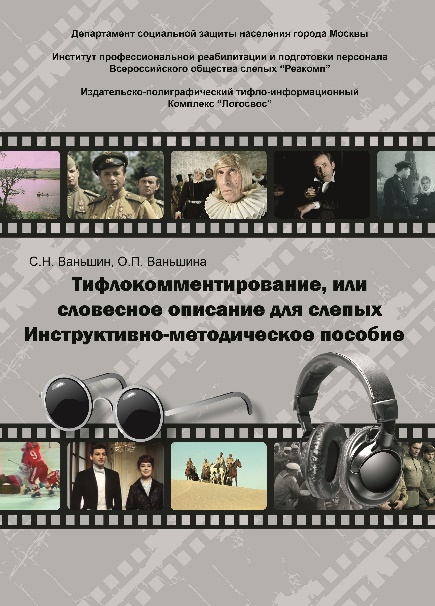 Департамент социальной защиты населения города Москвы
Институт профессиональной реабилитации и подготовки персонала
Всероссийского общества слепых “Реакомп”
Издательско-полиграфический тифло-информационный
Комплекс “Логосвос”
С.Н. Ваньшин, О.П. Ваньшина
Тифлокомментирование, или
словесное описание для слепых
Инструктивно-методическое пособие